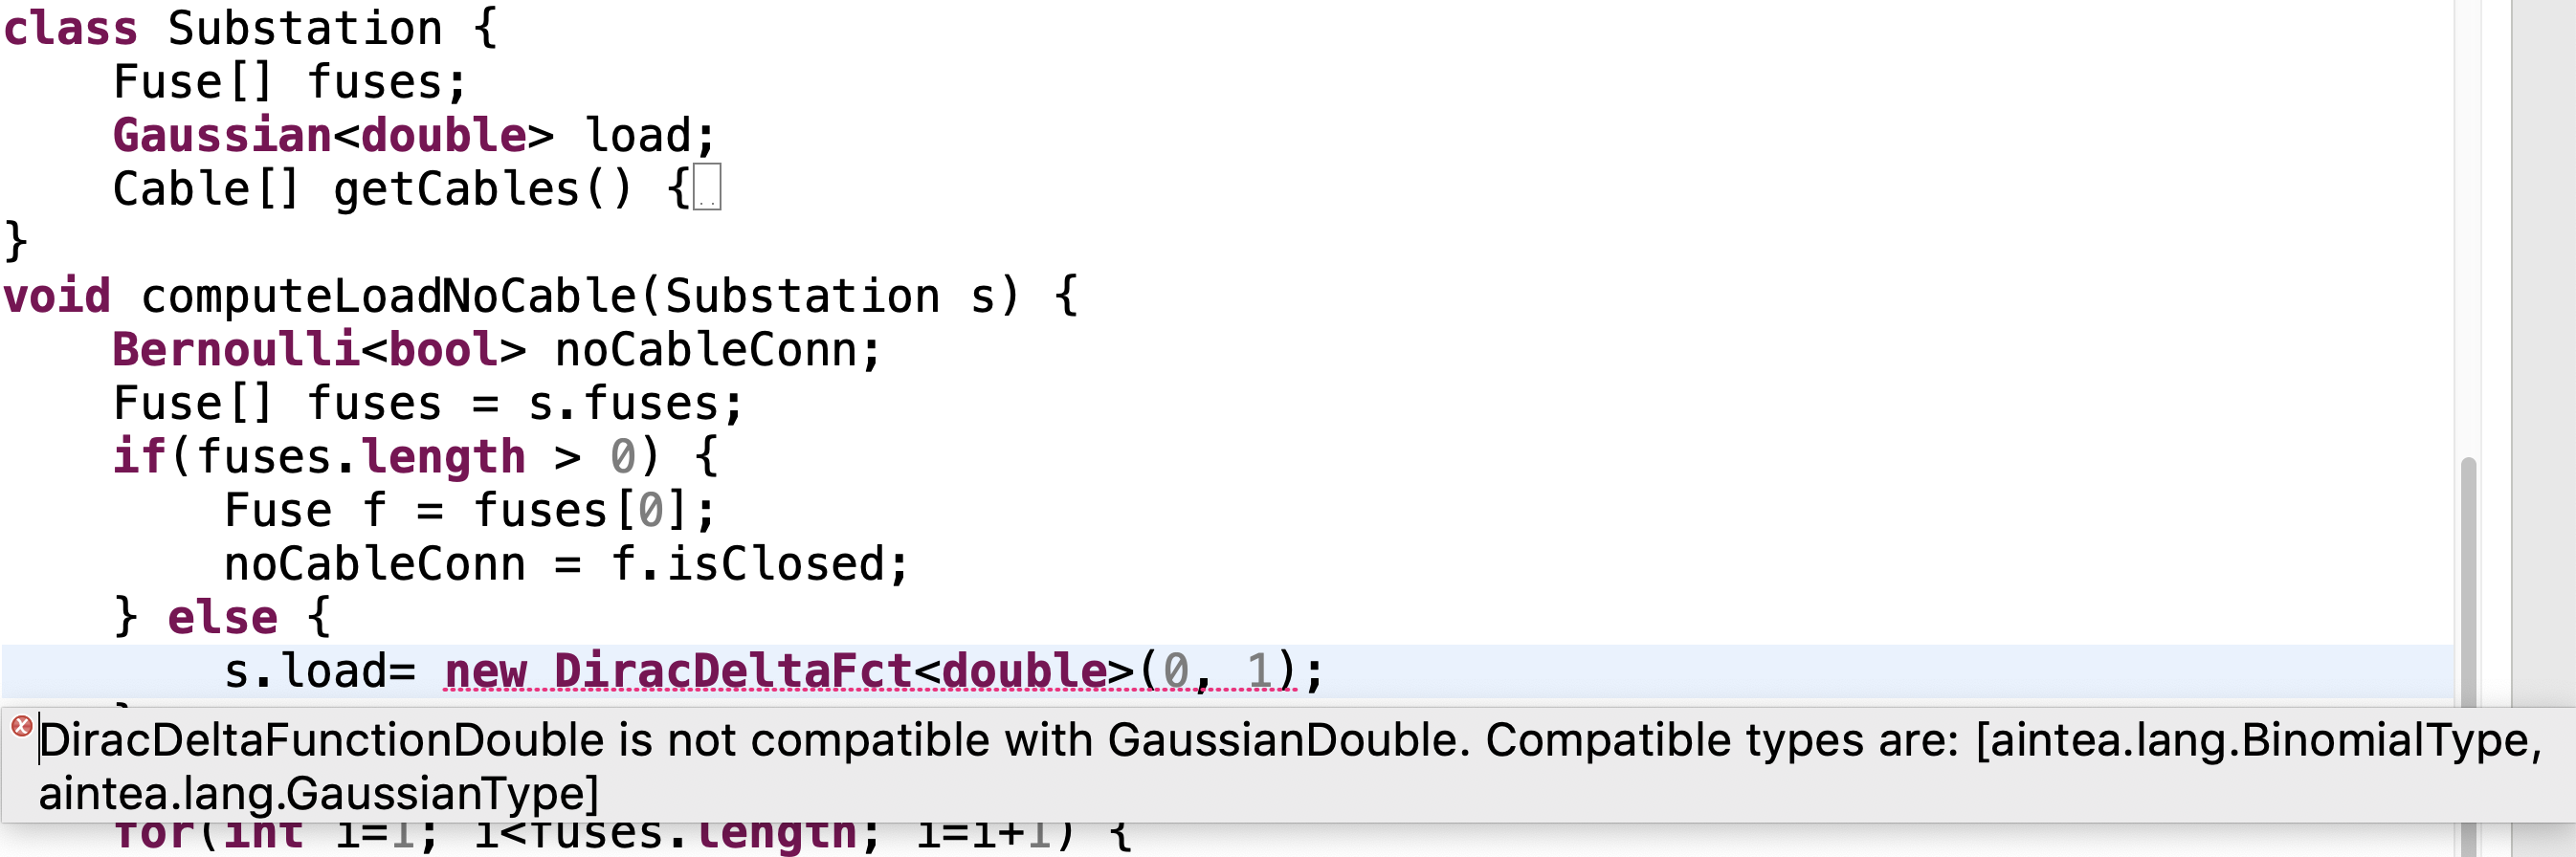 class Substation {
    Fuse[] fuses;
    Gaussian<double> load;
    Cable[] getCables() {..
}
void computeLoadNoCable(Substation s) {
    Bernoulli<bool> noCableConn;
    Fuse[] fuses = s.fuses;
    if(fuses.length > 0) {
        Fuse f = fuses[0];
        noCableConn = f.isClosed;
    } else {
        s.load= new DiracDeltaFct<double>(0, 1);
DiracDeltaFunctionDouble is not compatible with GaussianDouble. Compatible types are: [aintea.lang.BinomialType,
aintea.lang.GaussianType]
    for(int i=1; i<fuses.length; i=i+1) {